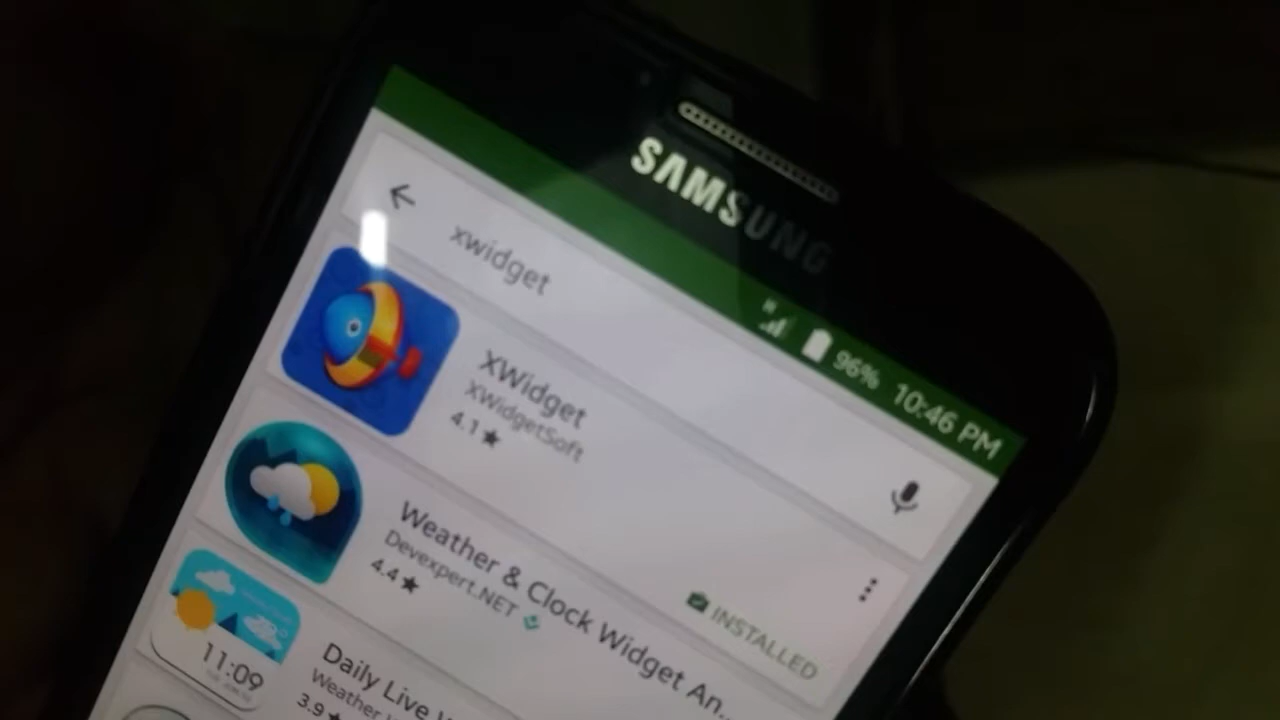 SAMSUNG
96% 10:46 PM
xwidget
XWidget
XWidgetSoft
4.1★
INSTALLED
Weather & Clock Widget An...
Devexpert.NET
4.4★
11:09
Daily Live
Weather
3.9★